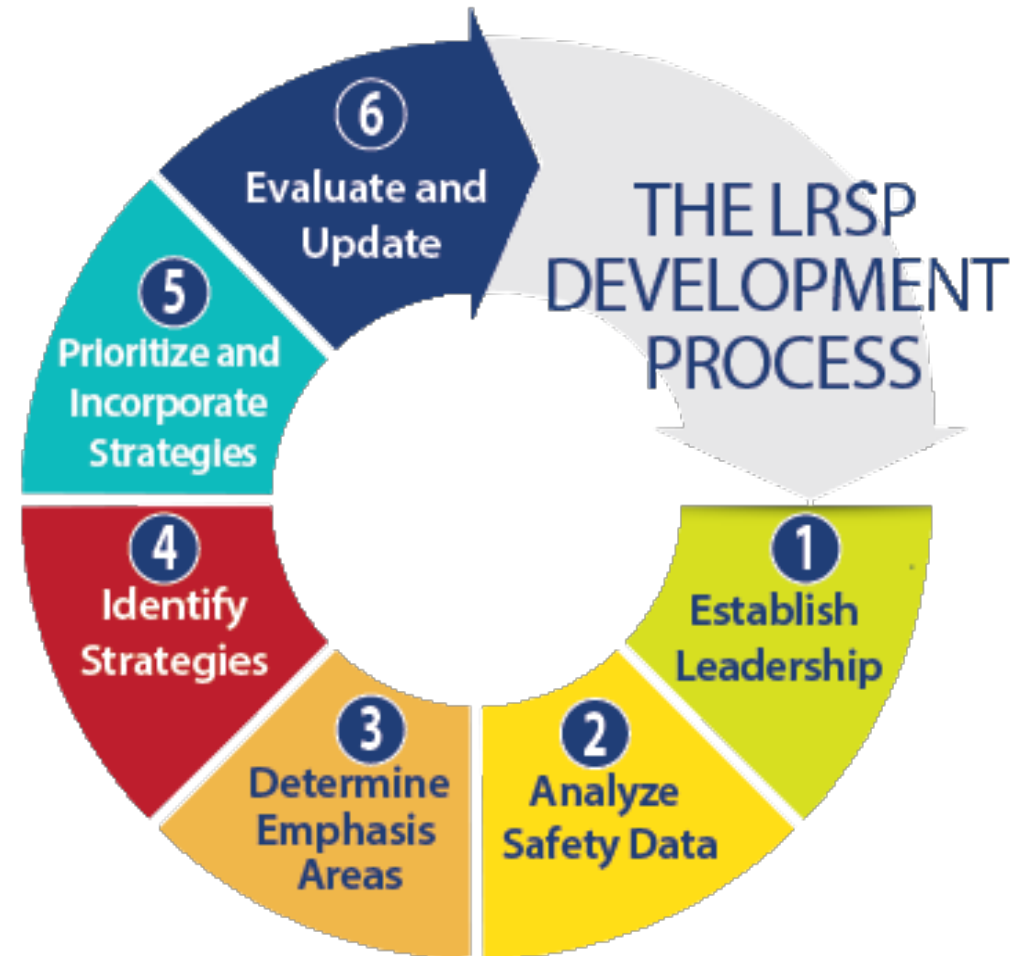 THE LRSP
DEVELOPMENT
PROCESS
1
Establish
Leadership
2
Analyze
Safety Data
3
Determine
Emphasis
Areas
4
Identify
Strategies
5
Prioritize and
Incorporate
Strategies
6
Evaluate and
Update